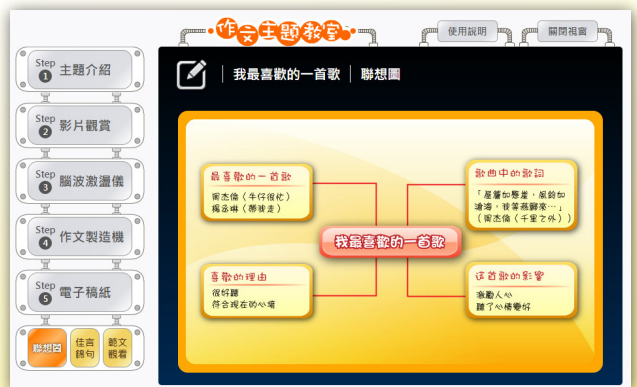 作文主題教室
使用說明
關閉視窗
Step 1 主題介紹
Step 2 影片觀賞
Step 3 腦波激盪儀
Step 4 作文製造機
Step 5 電子稿紙
聯想圖
佳言
錦句
範文
觀看
我最喜歡的一首歌 | 聯想圖
最喜歡的一首歌
周杰倫(牛仔很忙)
楊丞琳(帶我走)
歌曲中的歌詞
「屋簷如懸崖,風鈴如
滄海,我等燕歸來…」
(周杰倫(千里之外))
我最喜歡的一首歌
喜歡的理由
很好聽
符合現在的心境
這首歌的影響
激勵人心
聽了心情變好